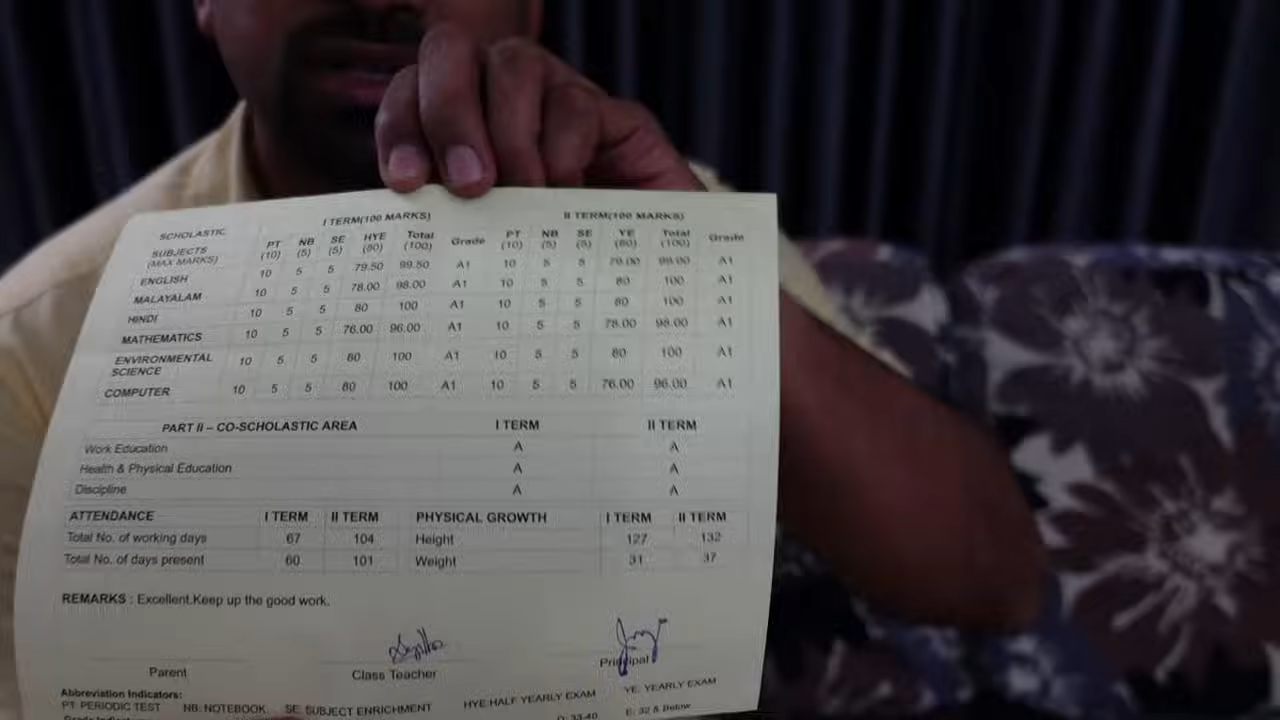 I TERM(100 MARKS) II TERM(100 MARKS)
SCHOLASTIC
SUBJECTS (MAX MARKS) PT (10) NB (5) SE (5) HYE (80) Total (100) Grade PT (10) NB (5) SE (5) YE (80) Total (100) Grade
ENGLISH 10 5 5 79.50 99.50 A1 10 5 5 79.00 99.00 A1
MALAYALAM 10 5 5 78.00 98.00 A1 10 5 5 80 100 A1
HINDI 10 5 5 80 100 A1 10 5 5 80 100 A1
MATHEMATICS 10 5 5 76.00 96.00 A1 10 5 5 78.00 98.00 A1
ENVIRONMENTAL SCIENCE 10 5 5 80 100 A1 10 5 5 80 100 A1
COMPUTER 10 5 5 80 100 A1 10 5 5 76.00 96.00 A1
PART II – CO-SCHOLASTIC AREA I TERM II TERM
Work Education A A
Health & Physical Education A A
Discipline A A
ATTENDANCE I TERM II TERM PHYSICAL GROWTH I TERM II TERM
Total No. of working days 67 104 Height 127 132
Total No. of days present 60 101 Weight 31 37
REMARKS : Excellent.Keep up the good work.
Parent Class Teacher Principal
Abbreviation Indicators:
PT: PERIODIC TEST NB: NOTEBOOK. SE: SUBJECT ENRICHMENT HYE:HALF YEARLY EXAM YE: YEARLY EXAM
D: 33-40 E: 32 & Below